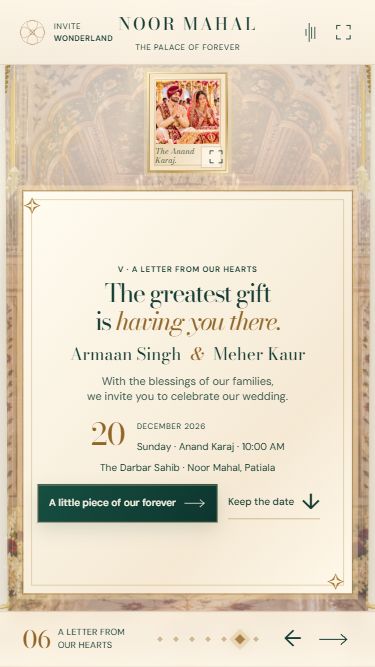 INVITE
WONDERLAND
NOOR MAHAL
THE PALACE OF FOREVER
The Anand
Karaj.
V · A LETTER FROM OUR HEARTS
The greatest gift
is having you there.
Armaan Singh & Meher Kaur
With the blessings of our families,
we invite you to celebrate our wedding.
20
DECEMBER 2026
Sunday · Anand Karaj · 10:00 AM
The Darbar Sahib · Noor Mahal, Patiala
A little piece of our forever
Keep the date
06
A LETTER FROM
OUR HEARTS